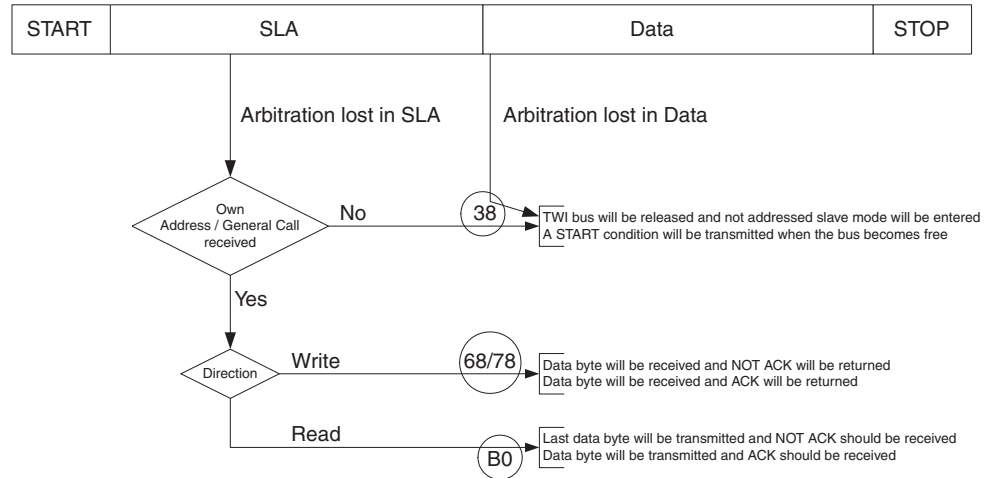 START SLA Data STOP
Arbitration lost in SLA Arbitration lost in Data
Own
Address / General Call
received
No
38
TWI bus will be released and not addressed slave mode will be entered
A START condition will be transmitted when the bus becomes free
Yes
Direction
Write
68/78
Data byte will be received and NOT ACK will be returned
Data byte will be received and ACK will be returned
Read
B0
Last data byte will be transmitted and NOT ACK should be received
Data byte will be transmitted and ACK should be received